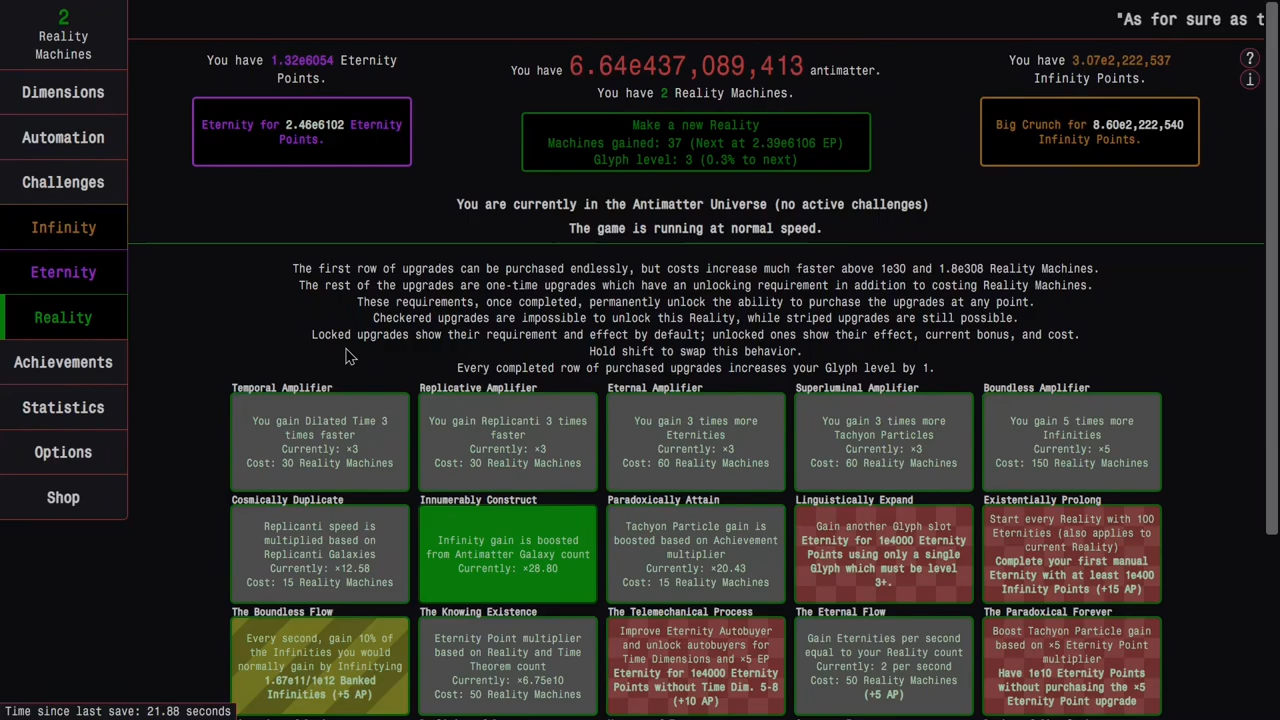 2
Reality
Machines
Dimensions
Automation
Challenges
Infinity
Eternity
Reality
Achievements
Statistics
Options
Shop
"As for sure as t
You have 1.32e6054 Eternity
Points.
Eternity for 2.46e6102 Eternity
Points.
You have 6.64e437,089,413 antimatter.
You have 2 Reality Machines.
Make a new Reality
Machines gained: 37 (Next at 2.39e6106 EP)
Glyph level: 3 (0.3% to next)
You have 3.07e2,222,537
Infinity Points.
Big Crunch for 8.60e2,222,540
Infinity Points.
?
i
You are currently in the Antimatter Universe (no active challenges)
The game is running at normal speed.
The first row of upgrades can be purchased endlessly, but costs increase much faster above 1e30 and 1.8e308 Reality Machines.
The rest of the upgrades are one-time upgrades which have an unlocking requirement in addition to costing Reality Machines.
These requirements, once completed, permanently unlock the ability to purchase the upgrades at any point.
Checkered upgrades are impossible to unlock this Reality, while striped upgrades are still possible.
Locked upgrades show their requirement and effect by default; unlocked ones show their effect, current bonus, and cost.
Hold shift to swap this behavior.
Every completed row of purchased upgrades increases your Glyph level by 1.
Temporal Amplifier
You gain Dilated Time 3
times faster
Currently: ×3
Cost: 30 Reality Machines
Replicative Amplifier
You gain Replicanti 3 times
faster
Currently: ×3
Cost: 30 Reality Machines
Eternal Amplifier
You gain 3 times more
Eternities
Currently: ×3
Cost: 60 Reality Machines
Superluminal Amplifier
You gain 3 times more
Tachyon Particles
Currently: ×3
Cost: 60 Reality Machines
Boundless Amplifier
You gain 5 times more
Infinities
Currently: ×5
Cost: 150 Reality Machines
Cosmically Duplicate
Replicanti speed is
multiplied based on
Replicanti Galaxies
Currently: ×12.58
Cost: 15 Reality Machines
Innumerably Construct
Infinity gain is boosted
from Antimatter Galaxy count
Currently: ×28.80
Paradoxically Attain
Tachyon Particle gain is
boosted based on Achievement
multiplier
Currently: ×20.43
Cost: 15 Reality Machines
Linguistically Expand
Gain another Glyph slot
Eternity for 1e4000 Eternity
Points using only a single
Glyph which must be level
3+.
Existentially Prolong
Start every Reality with 100
Eternities (also applies to
current Reality)
Complete your first manual
Eternity with at least 1e400
Infinity Points (+15 AP)
The Boundless Flow
Every second, gain 10% of
the Infinities you would
normally gain by Infinitying
1.67e11/1e12 Banked
Infinities (+5 AP)
The Knowing Existence
Eternity Point multiplier
based on Reality and Time
Theorem count
Currently: ×6.75e10
Cost: 50 Reality Machines
The Telemechanical Process
Improve Eternity Autobuyer
and unlock autobuyers for
Time Dimensions and ×5 EP
Eternity for 1e4000 Eternity
Points without Time Dim. 5-8
(+10 AP)
The Eternal Flow
Gain Eternities per second
equal to your Reality count
Currently: 2 per second
Cost: 50 Reality Machines
(+5 AP)
The Paradoxical Forever
Boost Tachyon Particle gain
based on ×5 Eternity Point
multiplier
Have 1e10 Eternity Points
without purchasing the ×5
Eternity Point upgrade
Time since last save: 21.88 seconds